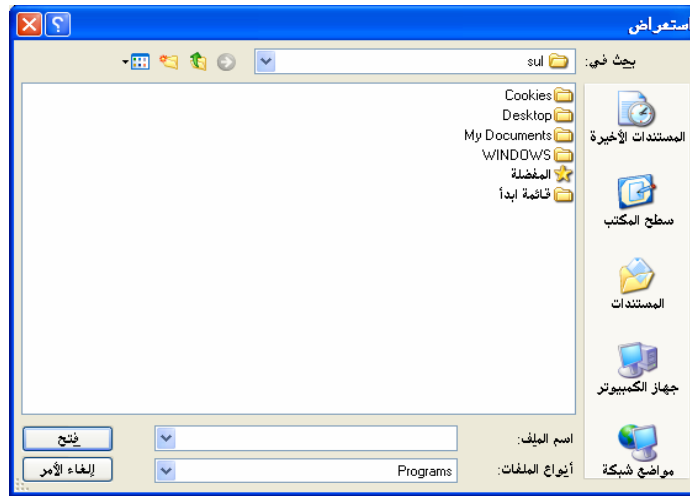 استعراض
بحث في:
sul
Cookies
Desktop
My Documents
WINDOWS
المفضلة
قائمة ابدأ
المستندات الأخيرة
سطح المكتب
المستندات
جهاز الكمبيوتر
مواضع شبكة
اسم الملف:
فتح
أنواع الملفات:
Programs
إلغاء الأمر